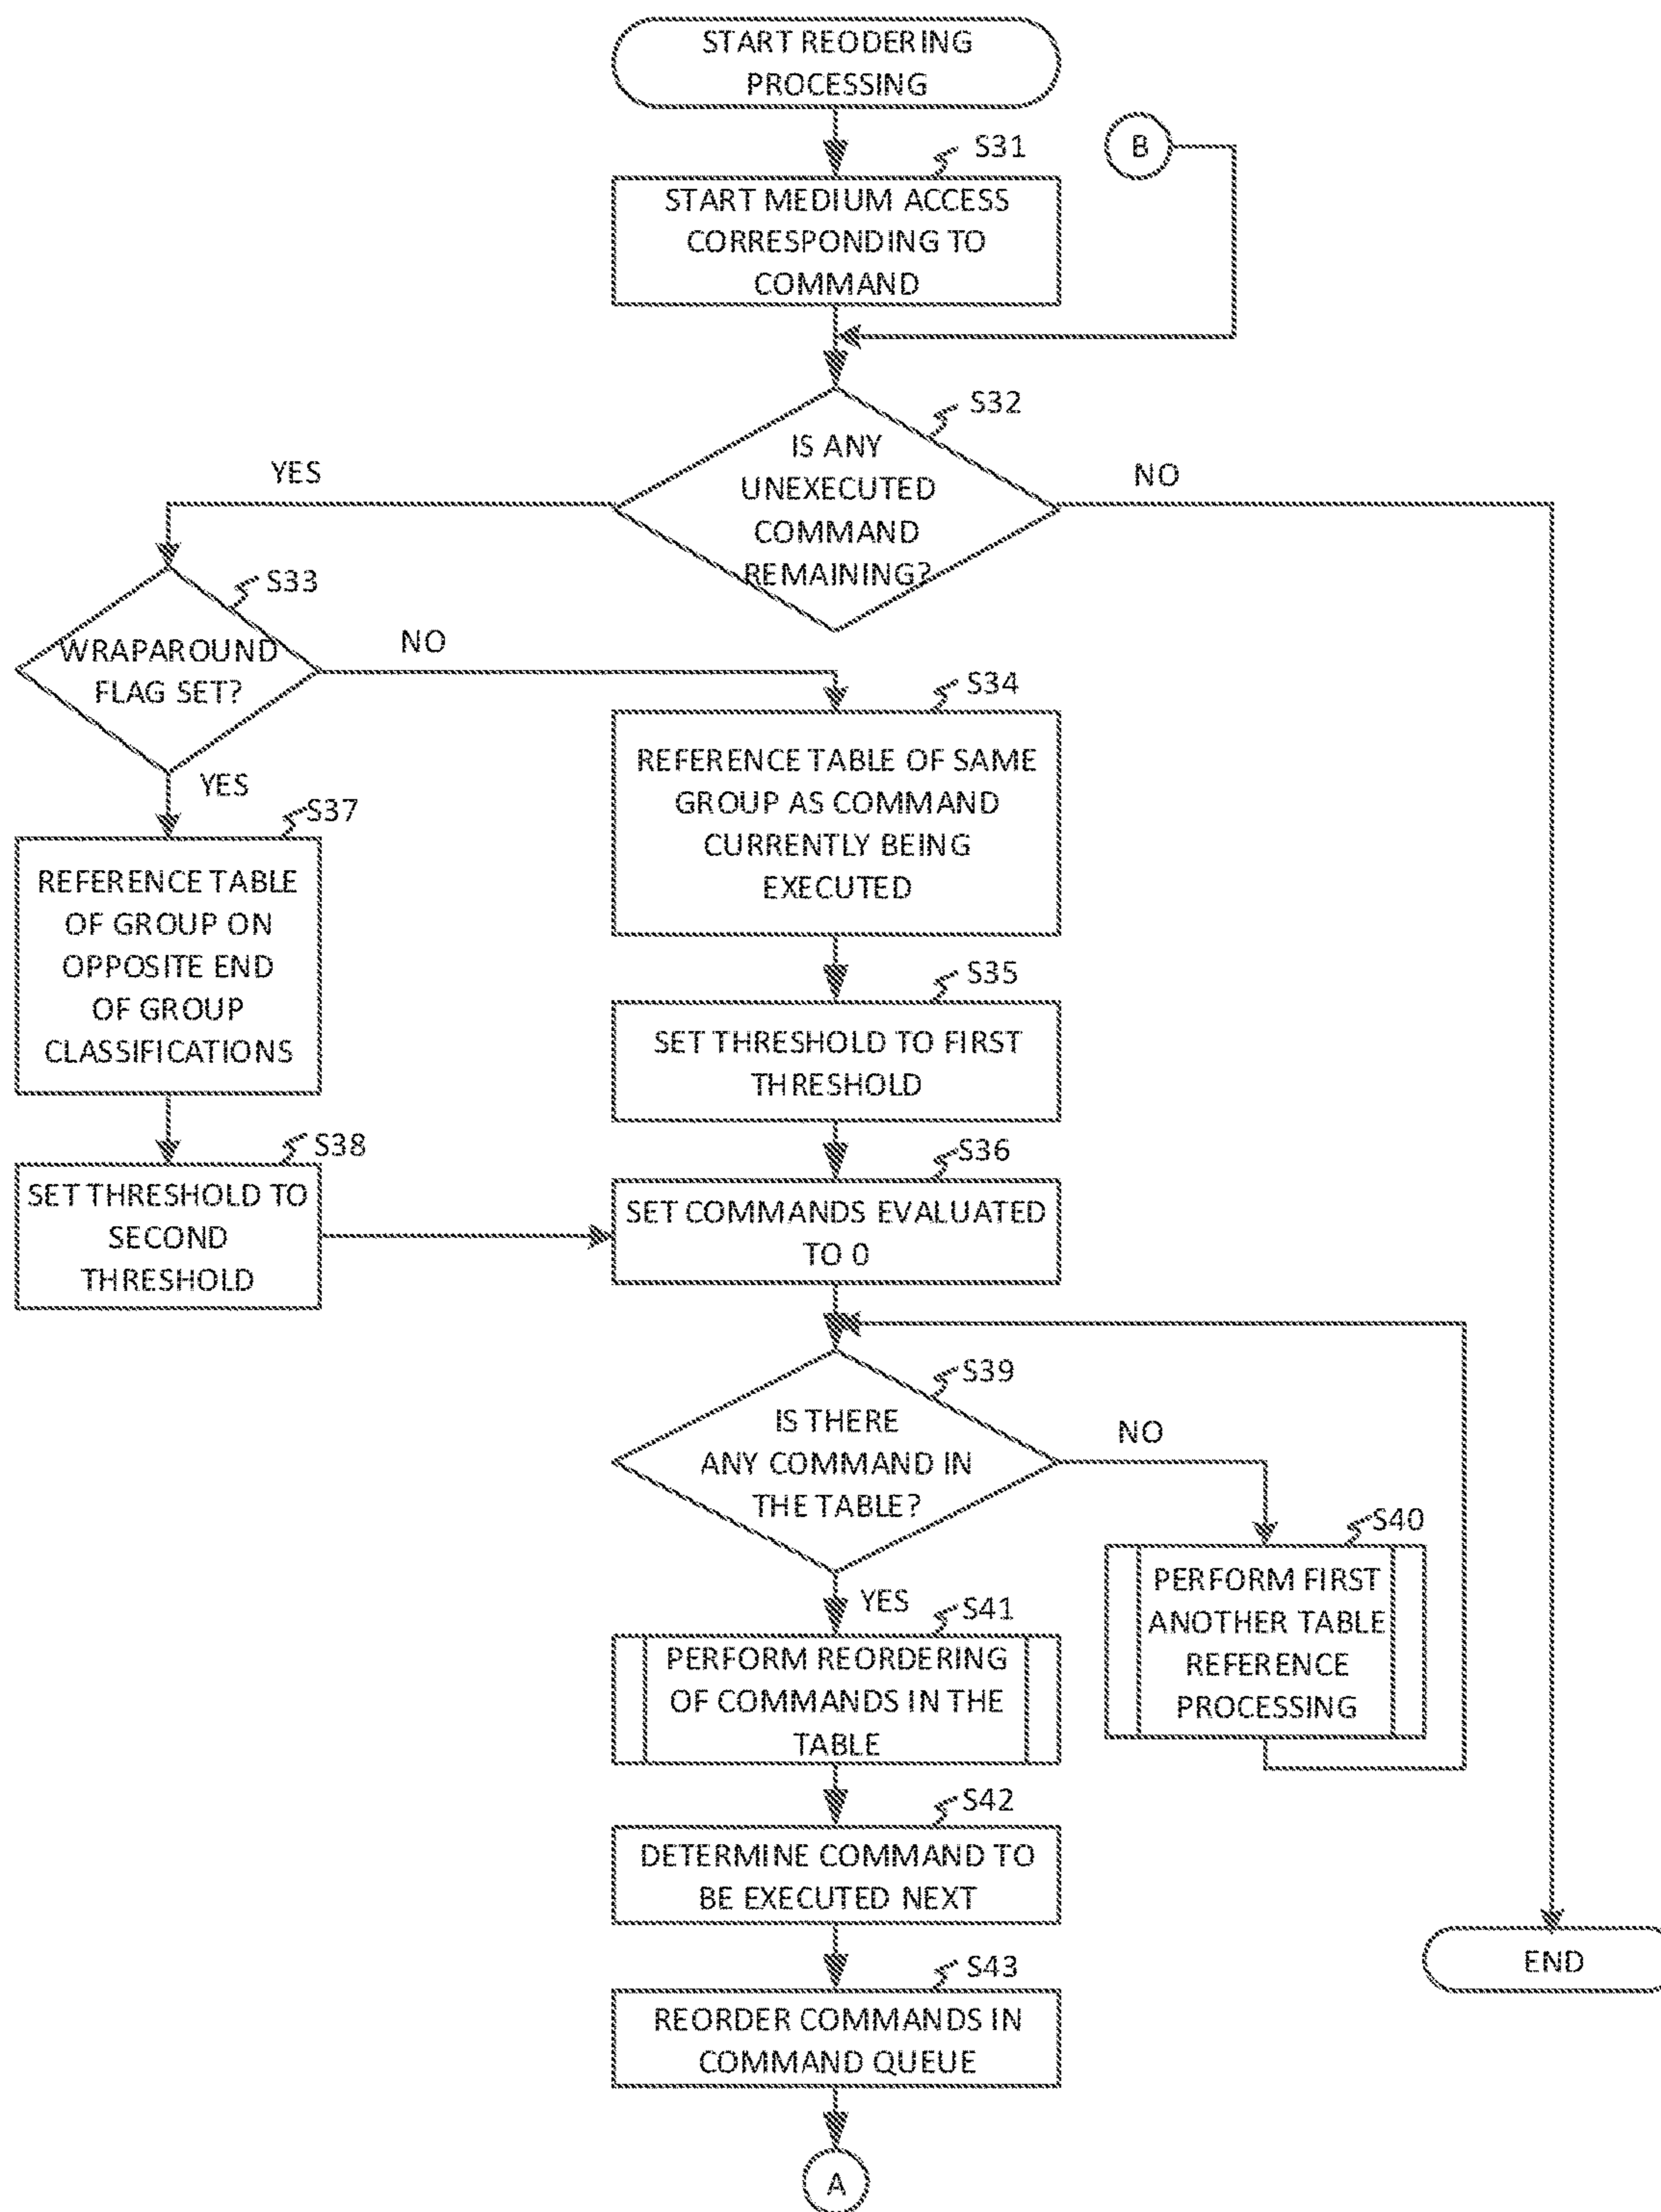 START REODERING
PROCESSING
S31
B
START MEDIUM ACCESS
CORRESPONDING TO
COMMAND
S32
IS ANY
UNEXECUTED
COMMAND
REMAINING?
YES
NO
S33
WRAPAROUND
FLAG SET?
NO
YES
S34
REFERENCE TABLE OF SAME
GROUP AS COMMAND
CURRENTLY BEING
EXECUTED
S37
REFERENCE TABLE
OF GROUP ON
OPPOSITE END
OF GROUP
CLASSIFICATIONS
S35
SET THRESHOLD TO FIRST
THRESHOLD
S38
SET THRESHOLD TO
SECOND
THRESHOLD
S36
SET COMMANDS EVALUATED
TO 0
S39
IS THERE
ANY COMMAND IN
THE TABLE?
NO
YES
S40
PERFORM FIRST
ANOTHER TABLE
REFERENCE
PROCESSING
S41
PERFORM REORDERING
OF COMMANDS IN THE
TABLE
S42
DETERMINE COMMAND TO
BE EXECUTED NEXT
S43
REORDER COMMANDS IN
COMMAND QUEUE
END
A